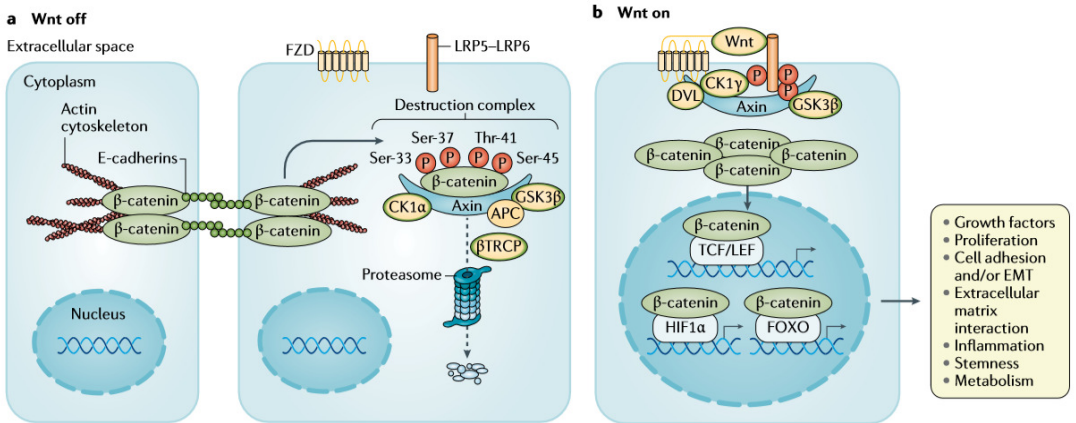 a Wnt off
Extracellular space
Cytoplasm
Actin
cytoskeleton
E-cadherins
β-catenin
β-catenin
β-catenin
β-catenin
Nucleus
FZD
LRP5–LRP6
Destruction complex
Ser-37
Thr-41
Ser-33
P
P
P
P
Ser-45
β-catenin
CK1α
Axin
APC
GSK3β
βTRCP
Proteasome
b Wnt on
Wnt
P
P
P
CK1γ
DVL
Axin
GSK3β
β-catenin
β-catenin
β-catenin
β-catenin
β-catenin
TCF/LEF
β-catenin
HIF1α
β-catenin
FOXO
• Growth factors
• Proliferation
• Cell adhesion
and/or EMT
• Extracellular
matrix
interaction
• Inflammation
• Stemness
• Metabolism